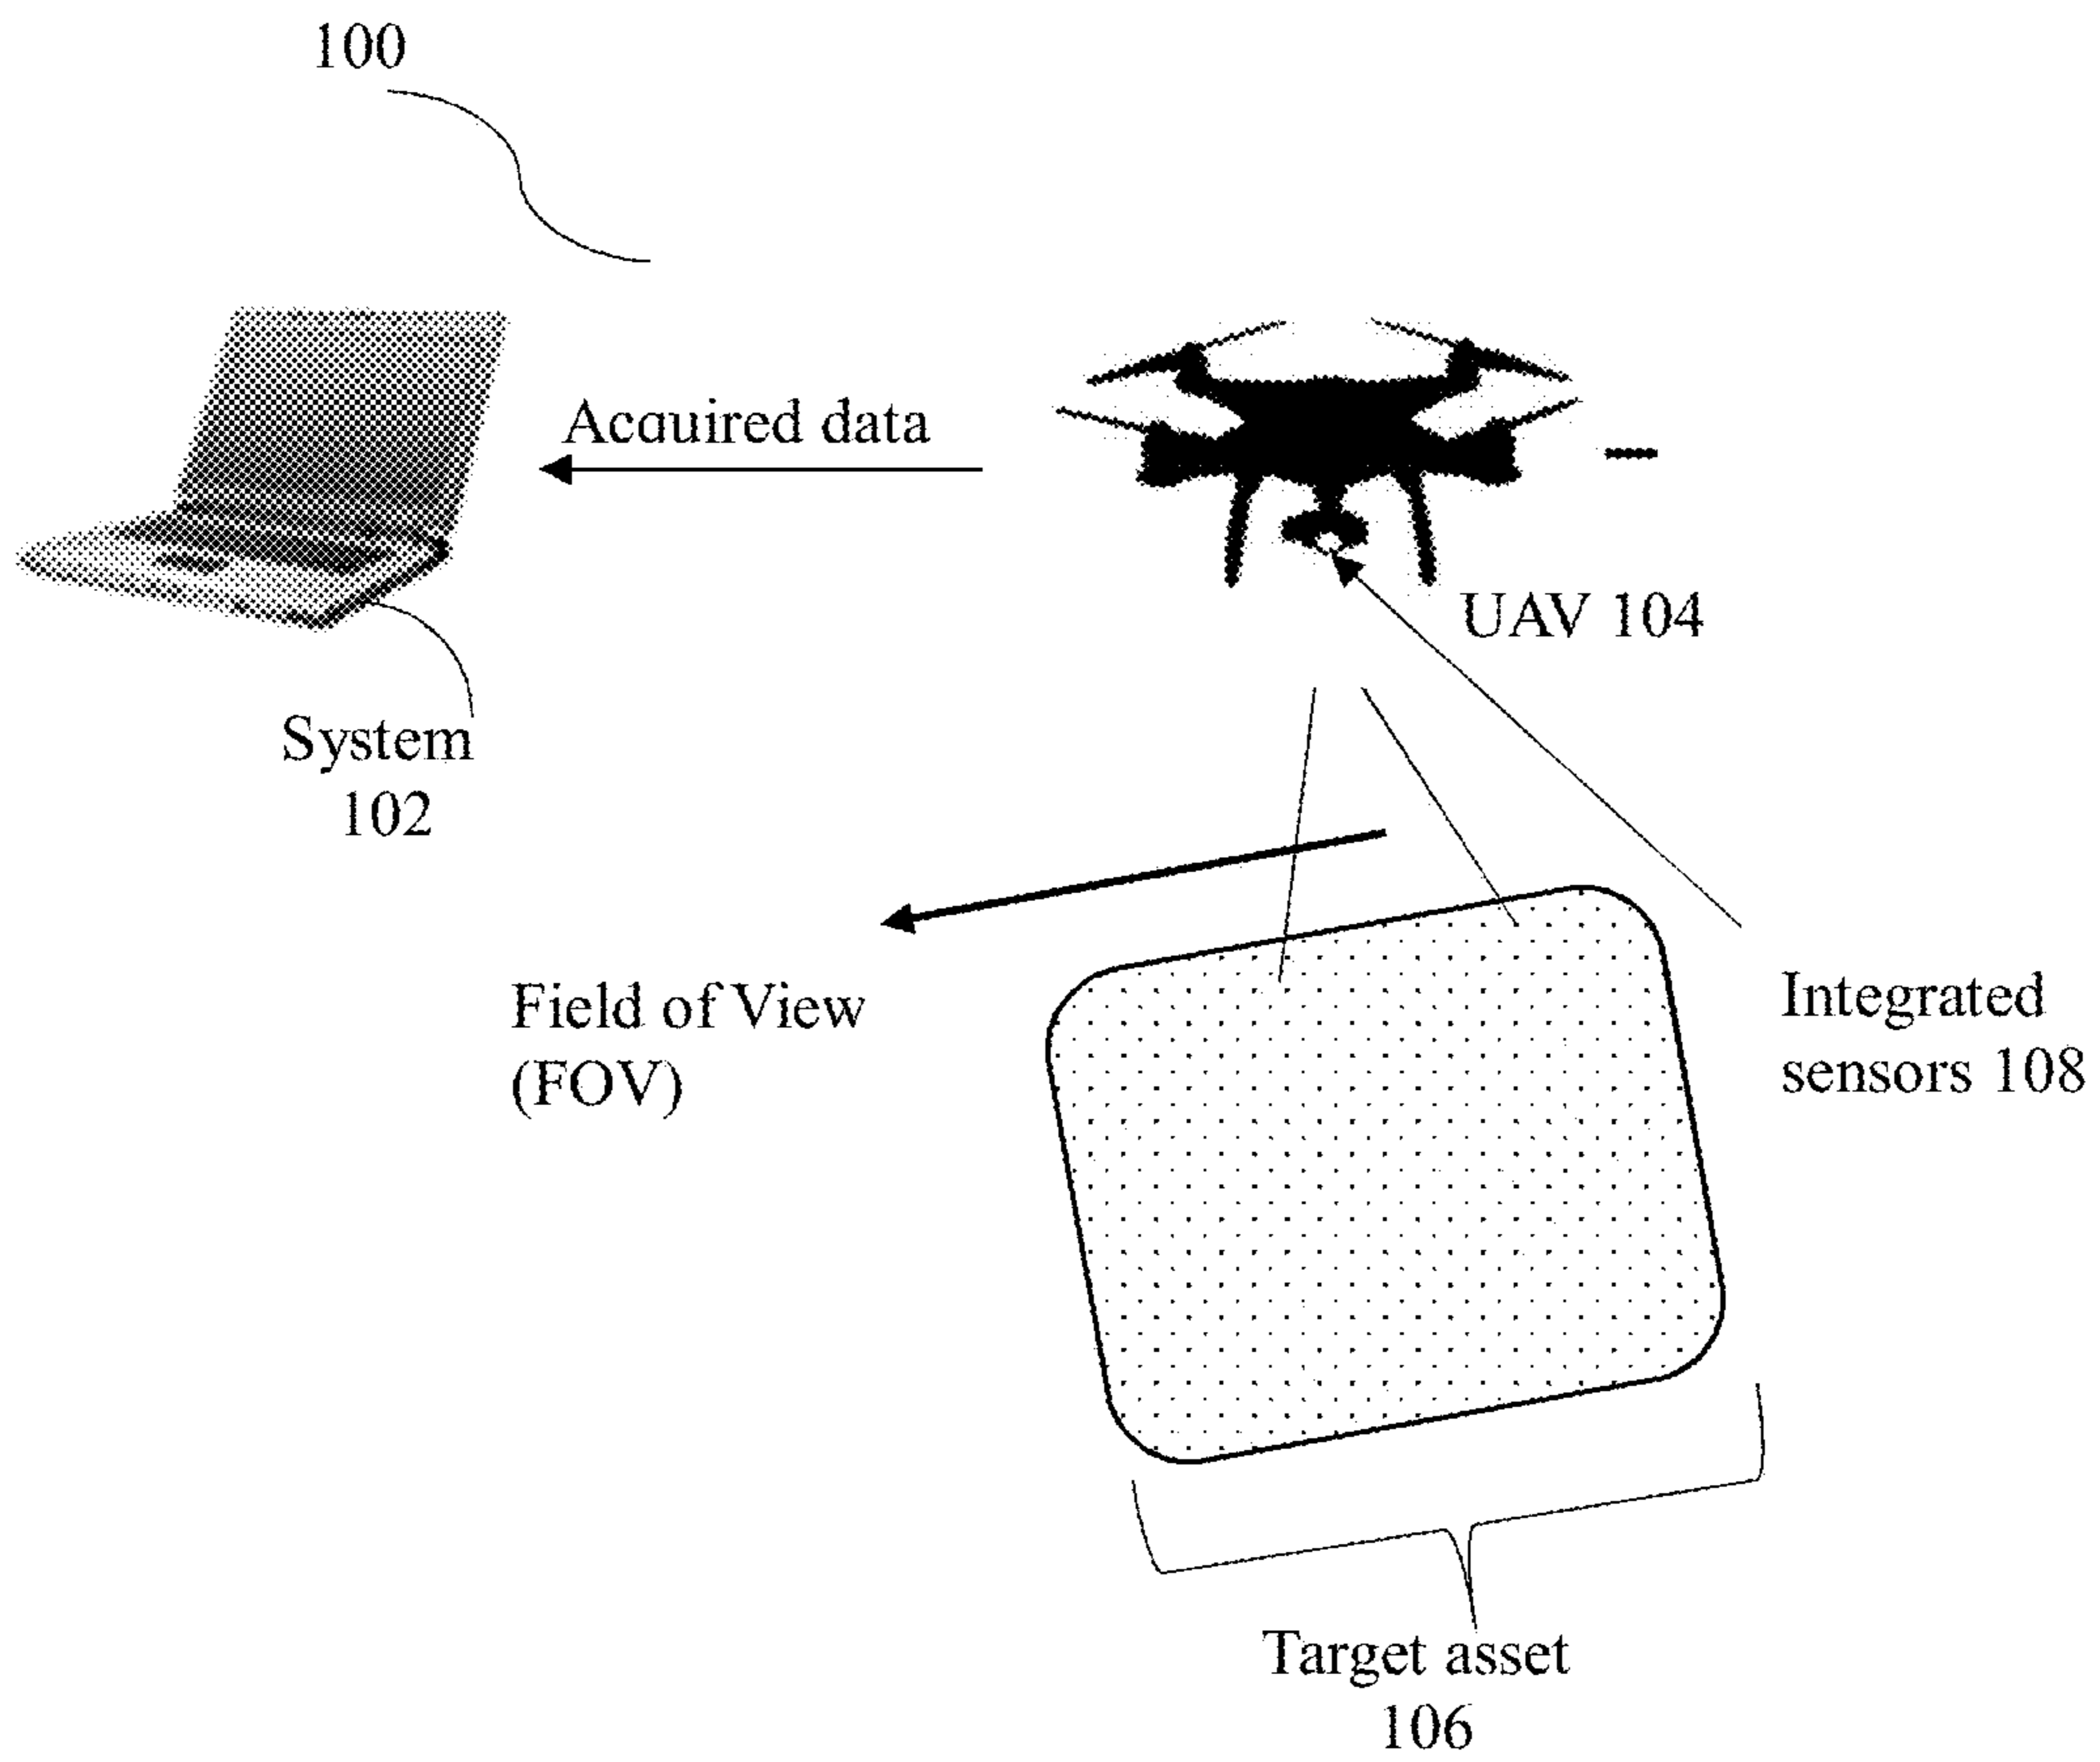 100
Acquired data
UAV 104
System
102
Field of View
(FOV)
Integrated
sensors 108
Target asset
106